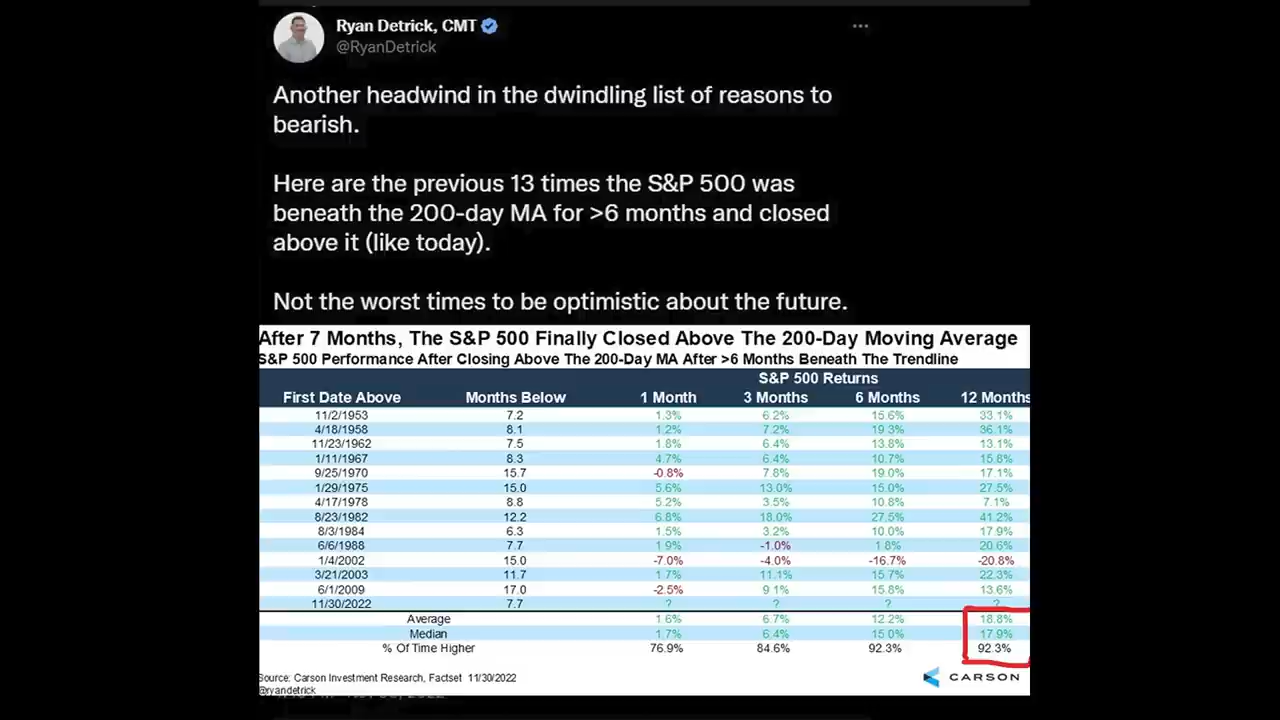 Ryan Detrick, CMT
@RyanDetrick
Another headwind in the dwindling list of reasons to
bearish.
Here are the previous 13 times the S&P 500 was
beneath the 200-day MA for >6 months and closed
above it (like today).
Not the worst times to be optimistic about the future.
After 7 Months, The S&P 500 Finally Closed Above The 200-Day Moving Average
S&P 500 Performance After Closing Above The 200-Day MA After >6 Months Beneath The Trendline
S&P 500 Returns
First Date Above Months Below 1 Month 3 Months 6 Months 12 Months
11/2/1953 7.2 1.3% 6.2% 15.6% 33.1%
4/18/1958 8.1 1.2% 7.2% 19.3% 36.1%
11/23/1962 7.5 1.8% 6.4% 13.8% 13.1%
1/11/1967 8.3 4.7% 6.4% 10.7% 15.8%
9/25/1970 15.7 -0.8% 7.8% 19.0% 17.1%
1/29/1975 15.0 5.6% 13.0% 15.0% 27.5%
4/17/1978 8.8 5.2% 3.5% 10.8% 7.1%
8/23/1982 12.2 6.8% 18.0% 27.5% 41.2%
8/3/1984 6.3 1.5% 3.2% 10.0% 17.9%
6/6/1988 7.7 1.9% -1.0% 1.8% 20.6%
1/4/2002 15.0 -7.0% -4.0% -16.7% -20.8%
3/21/2003 11.7 1.7% 11.1% 15.7% 22.3%
6/1/2009 17.0 -2.5% 9.1% 15.8% 13.6%
11/30/2022 7.7 ? ? ? ?
Average 1.6% 6.7% 12.2% 18.8%
Median 1.7% 6.4% 15.0% 17.9%
% Of Time Higher 76.9% 84.6% 92.3% 92.3%
Source: Carson Investment Research, Factset 11/30/2022
@ryandetrick
CARSON